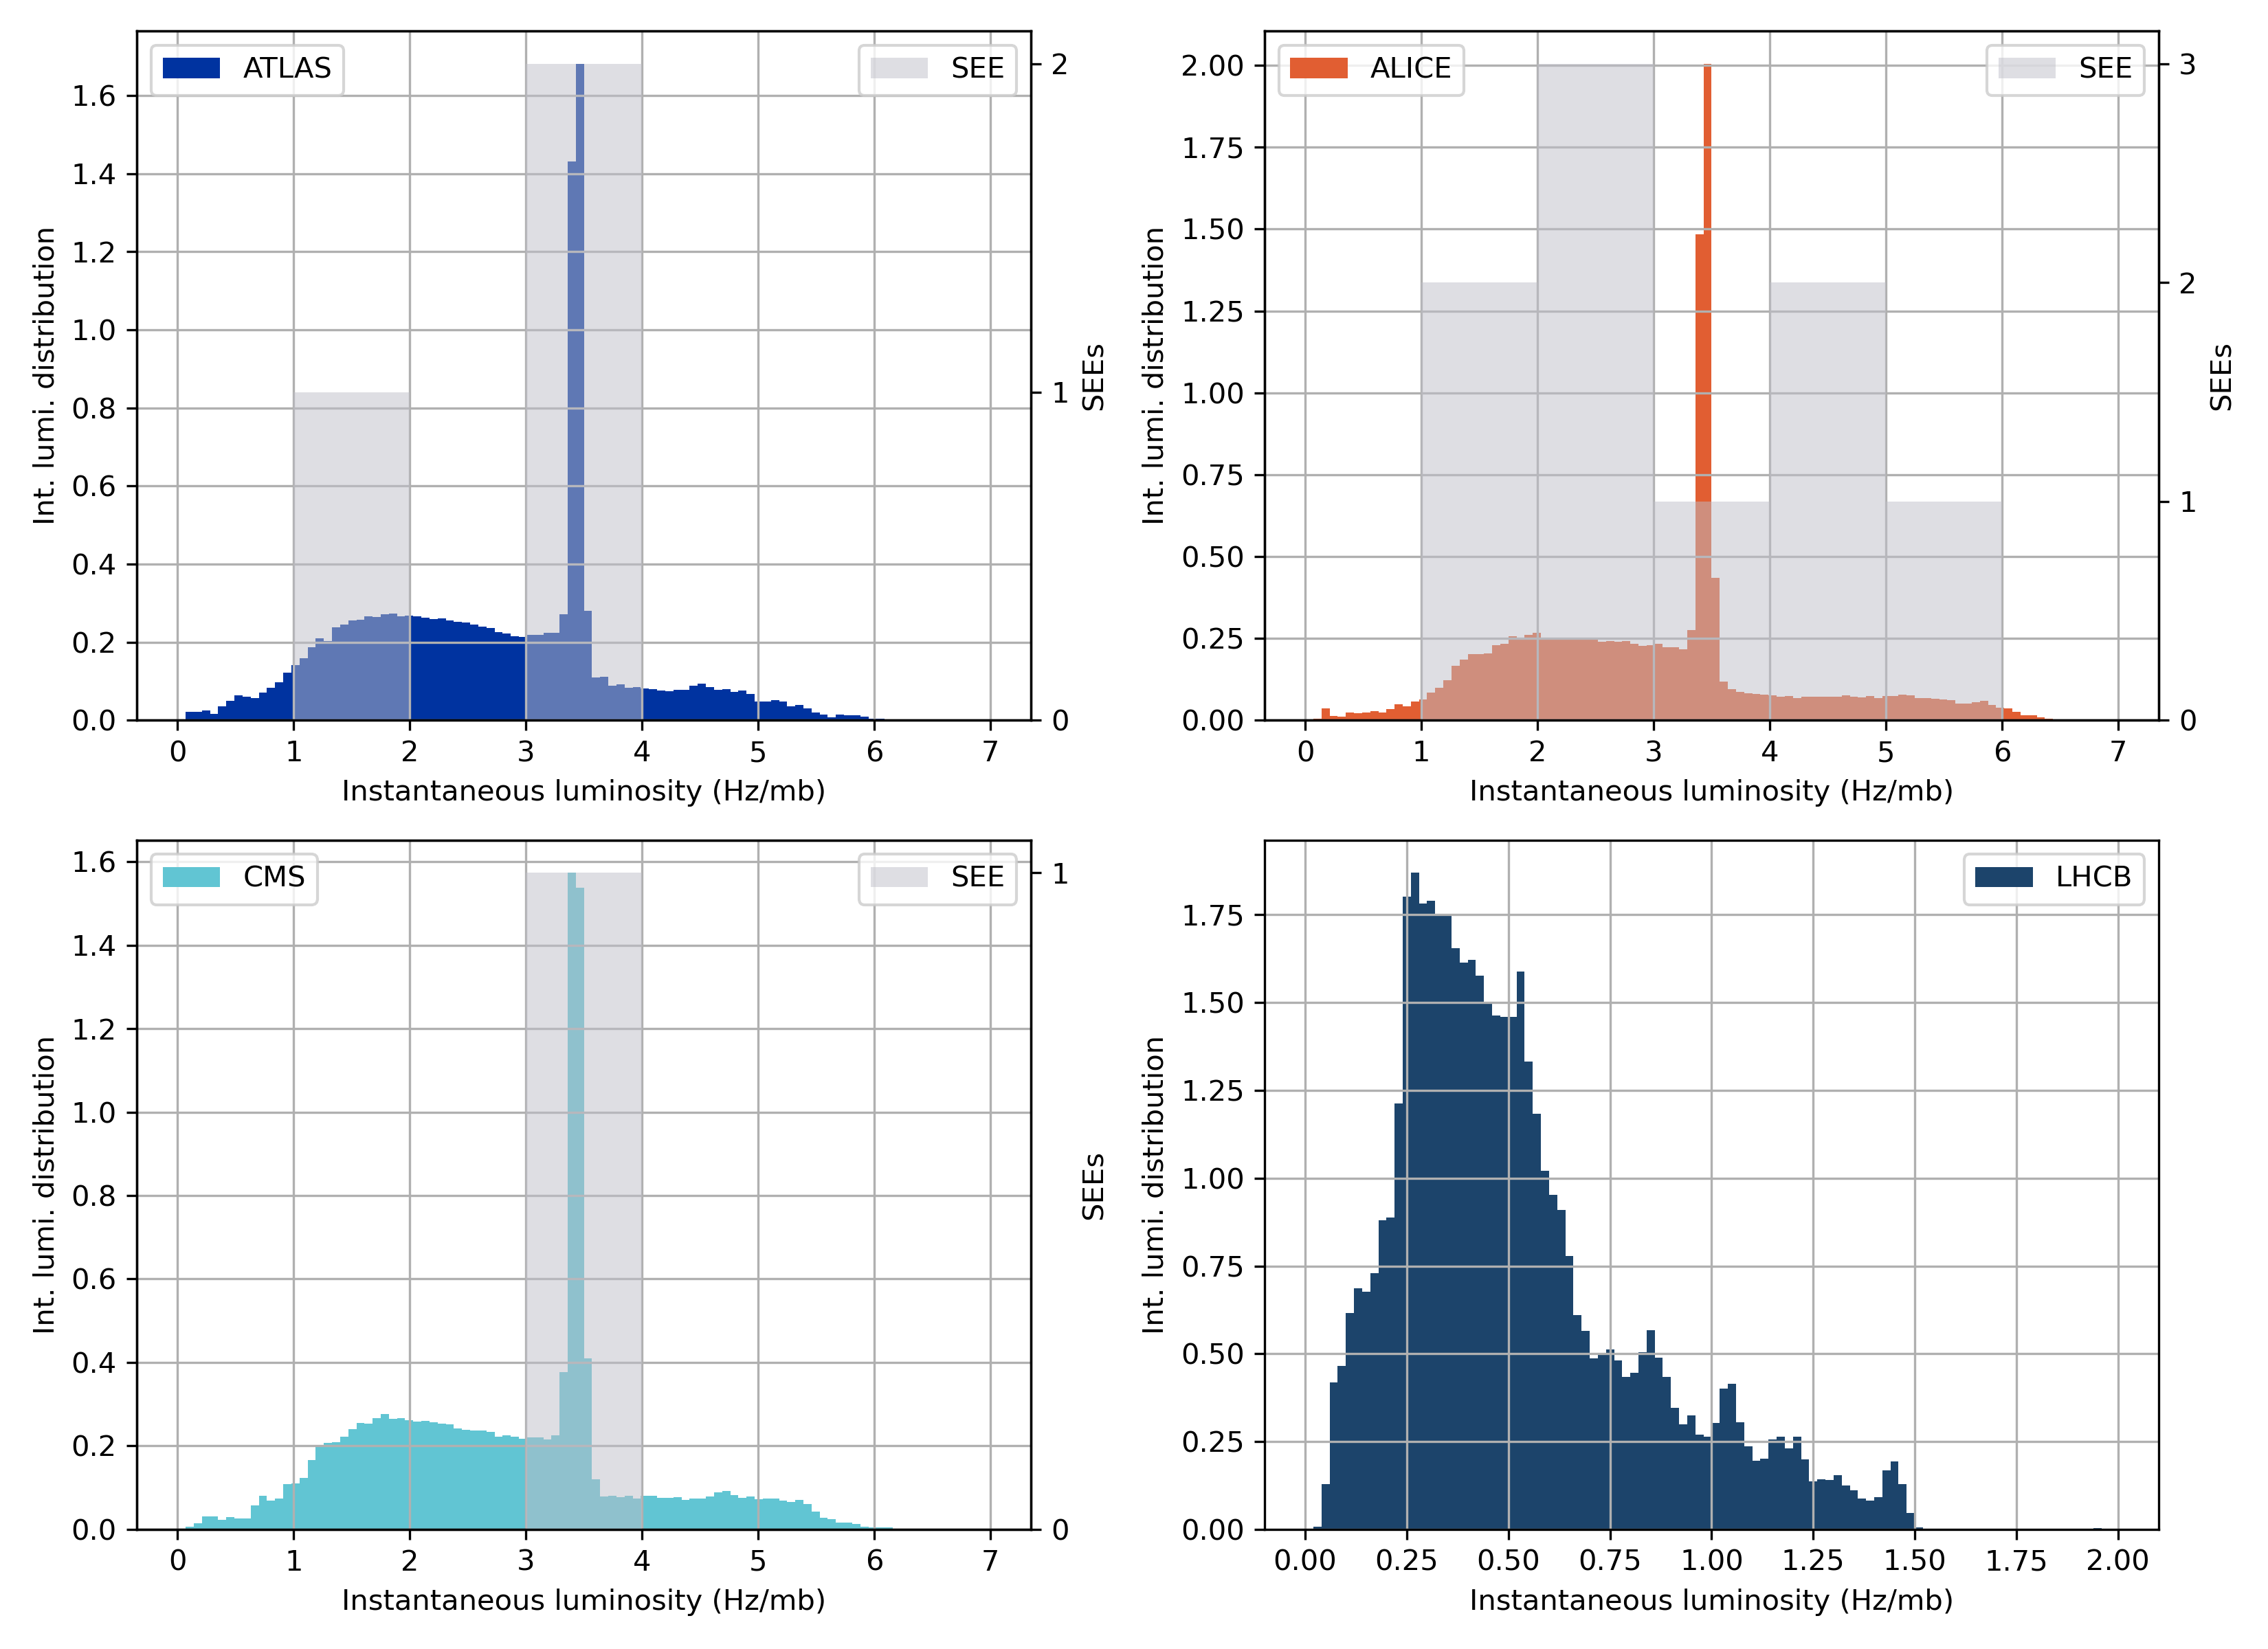 ATLAS
SEE
Int. lumi. distribution
0.0
0.2
0.4
0.6
0.8
1.0
1.2
1.4
1.6
0 1 2 3 4 5 6 7
Instantaneous luminosity (Hz/mb)
0
1
2
SEEs
ALICE
SEE
Int. lumi. distribution
0.00
0.25
0.50
0.75
1.00
1.25
1.50
1.75
2.00
0 1 2 3 4 5 6 7
Instantaneous luminosity (Hz/mb)
0
1
2
3
SEEs
CMS
SEE
Int. lumi. distribution
0.0
0.2
0.4
0.6
0.8
1.0
1.2
1.4
1.6
0 1 2 3 4 5 6 7
Instantaneous luminosity (Hz/mb)
0
1
SEEs
LHCB
Int. lumi. distribution
0.00
0.25
0.50
0.75
1.00
1.25
1.50
1.75
0.00 0.25 0.50 0.75 1.00 1.25 1.50 1.75 2.00
Instantaneous luminosity (Hz/mb)